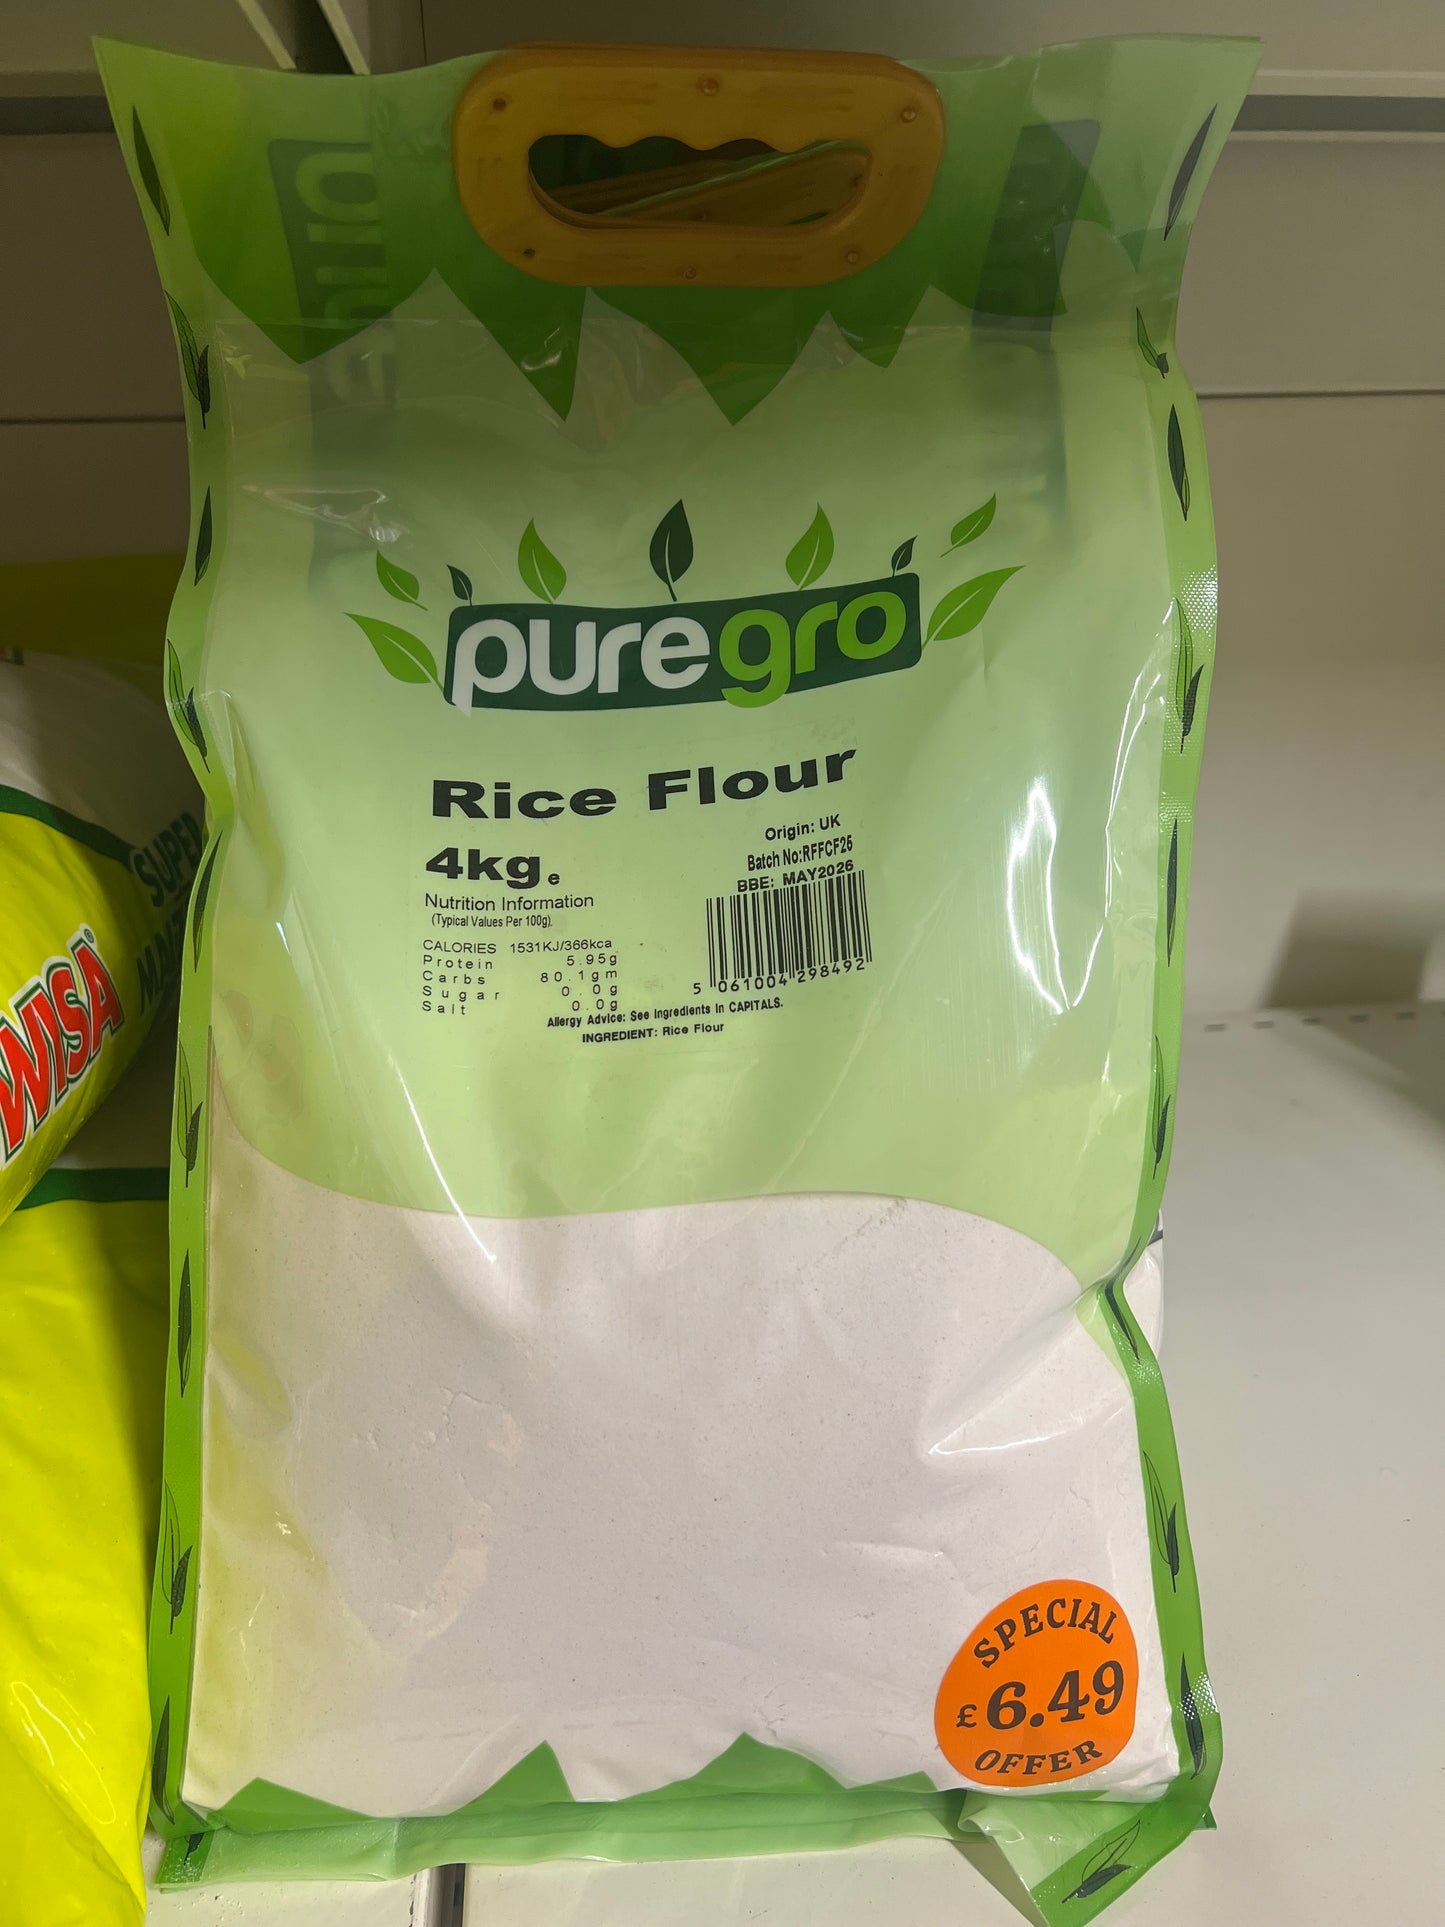 puregro
Rice Flour
4kg e
Origin: UK
Batch No:RFFCF25
BBE: MAY2026
Nutrition Information
(Typical Values Per 100g).
CALORIES 1531KJ/366kca
Protein 5.95g
Carbs 80.1gm
Sugar 0.0g
Salt 0.0g
5 061004 298492
Allergy Advice: See Ingredients In CAPITALS.
INGREDIENT: Rice Flour
SPECIAL
£6.49
OFFER
SUPER
WISA